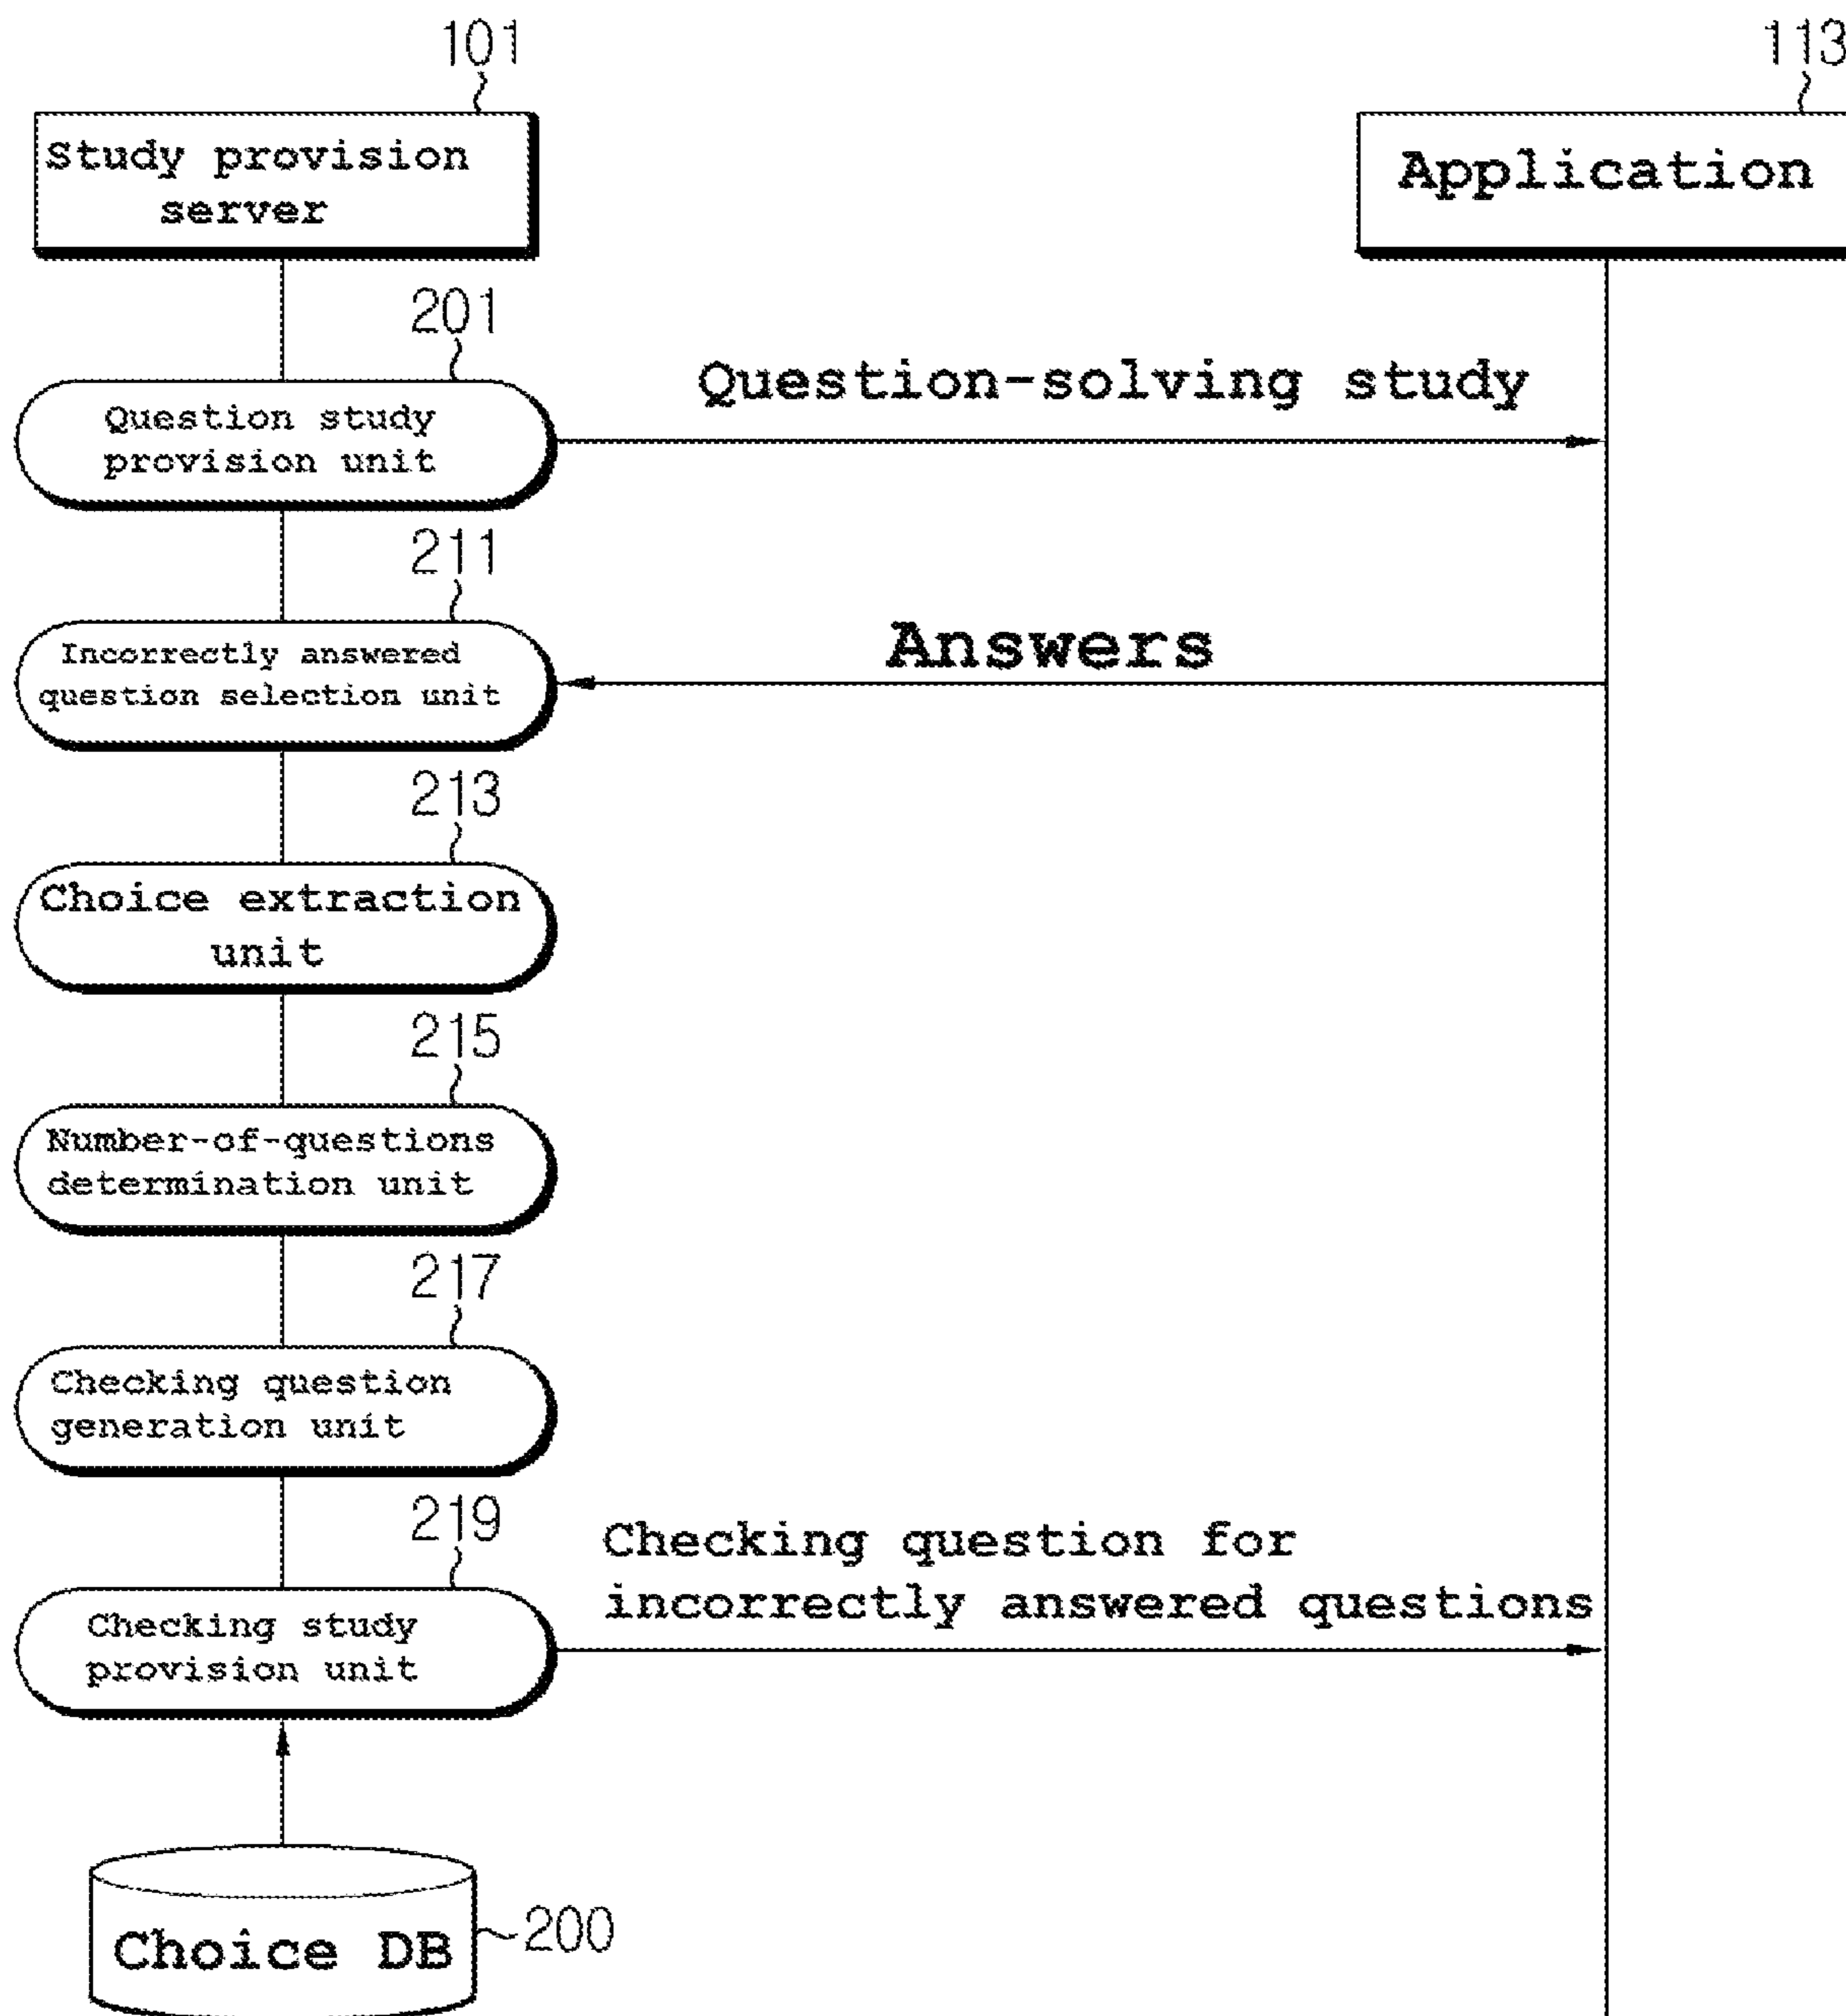 101
113
Study provision
server
Application
201
Question study
provision unit
Question-solving study
211
Incorrectly answered
question selection unit
Answers
213
Choice extraction
unit
215
Number-of-questions
determination unit
217
Checking question
generation unit
219
Checking study
provision unit
Checking question for
incorrectly answered questions
Choice DB
200